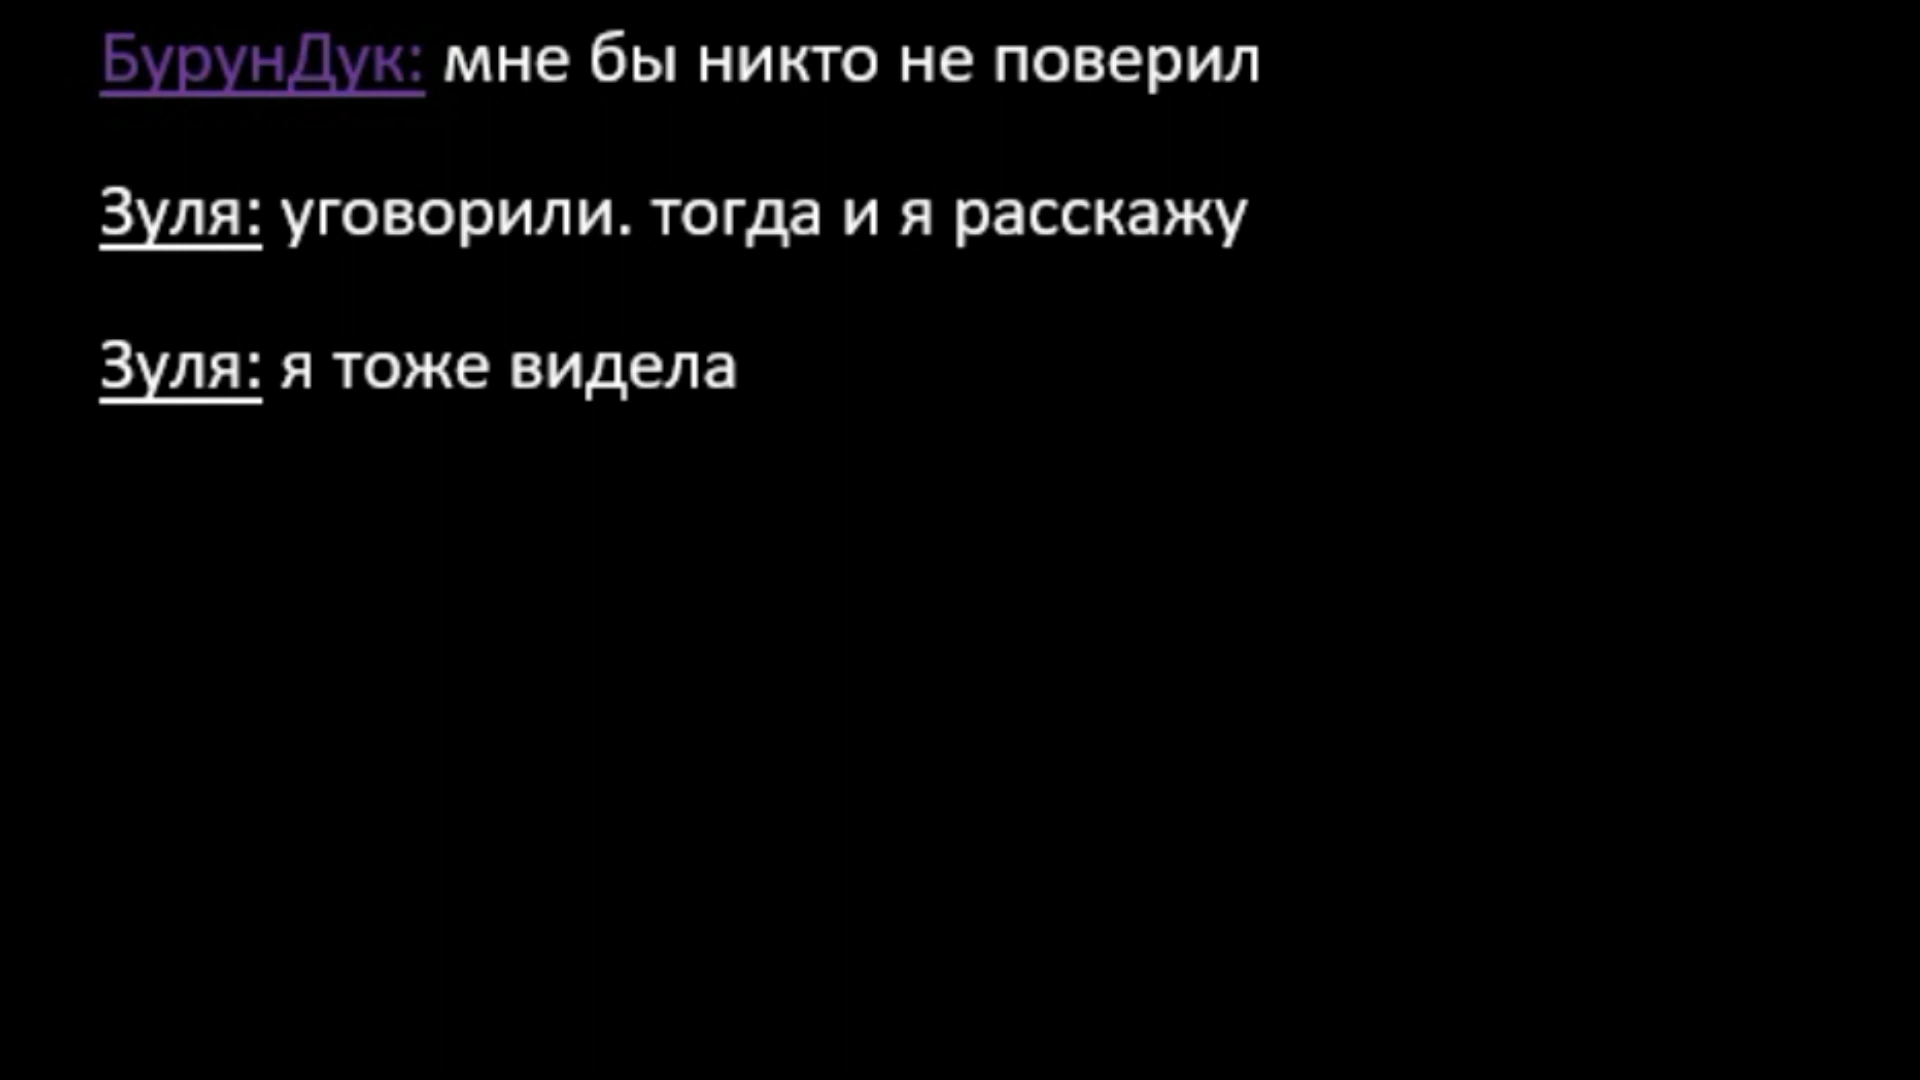 БурунДук: мне бы никто не поверил
Зуля: уговорили. тогда и я расскажу
Зуля: я тоже видела